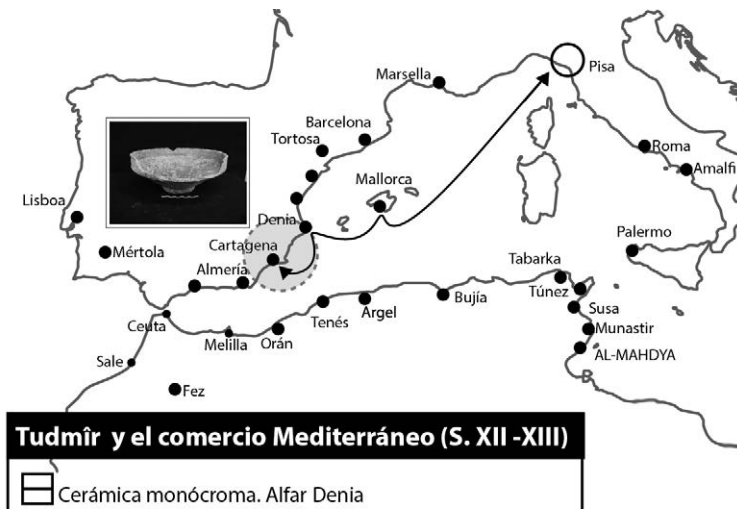 Marsella
Pisa
Barcelona
Tortosa
Roma
Amalfi
Mallorca
Lisboa
Denia
Mértola
Cartagena
Palermo
Almería
Tabarka
Túnez
Bujía
Susa
Ceuta
Tenés
Argel
Melilla
Orán
Munastir
Sale
AL-MAHDYA
Fez
Tudmîr y el comercio Mediterráneo (S. XII -XIII)
Cerámica monócroma. Alfar Denia